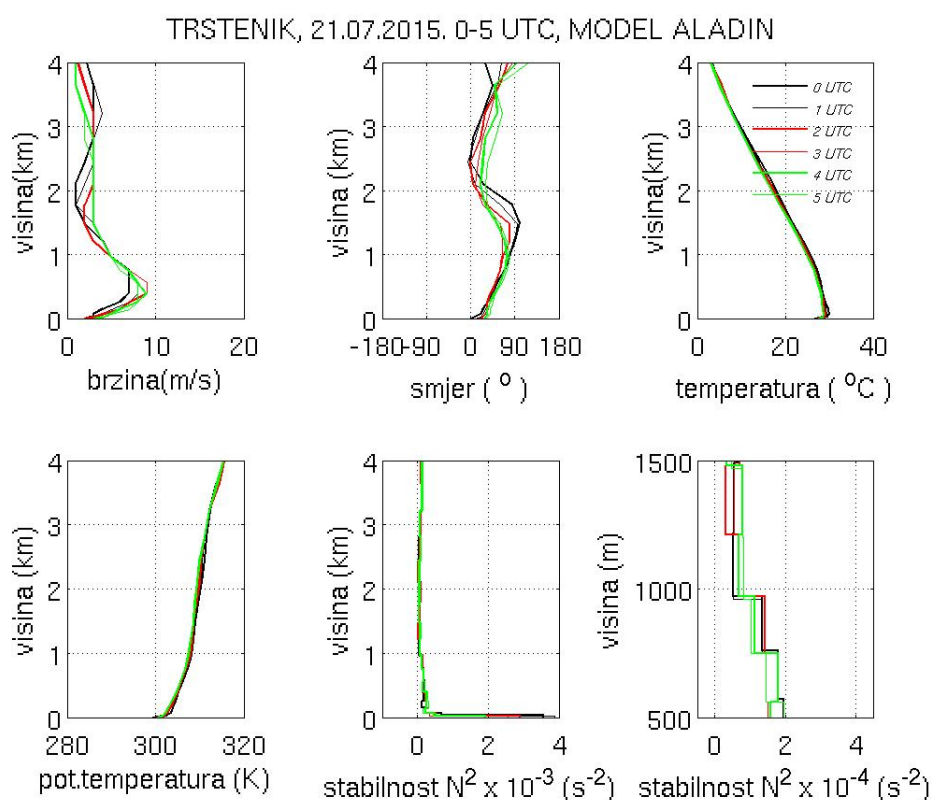 TRSTENIK, 21.07.2015. 0-5 UTC, MODEL ALADIN
4
3
2
1
0
visina(km)
0 10 20
brzina(m/s)
4
3
2
1
0
visina (km)
-180-90 0 90 180
smjer ( o )
4
3
2
1
0
visina(km)
0 20 40
temperatura ( oC )
0 UTC
1 UTC
2 UTC
3 UTC
4 UTC
5 UTC
4
3
2
1
0
visina (km)
280 300 320
pot.temperatura (K)
4
3
2
1
0
visina (km)
0 2 4
stabilnost N2 x 10-3 (s-2)
1500
1000
500
visina (m)
0 2 4
stabilnost N2 x 10-4 (s-2)